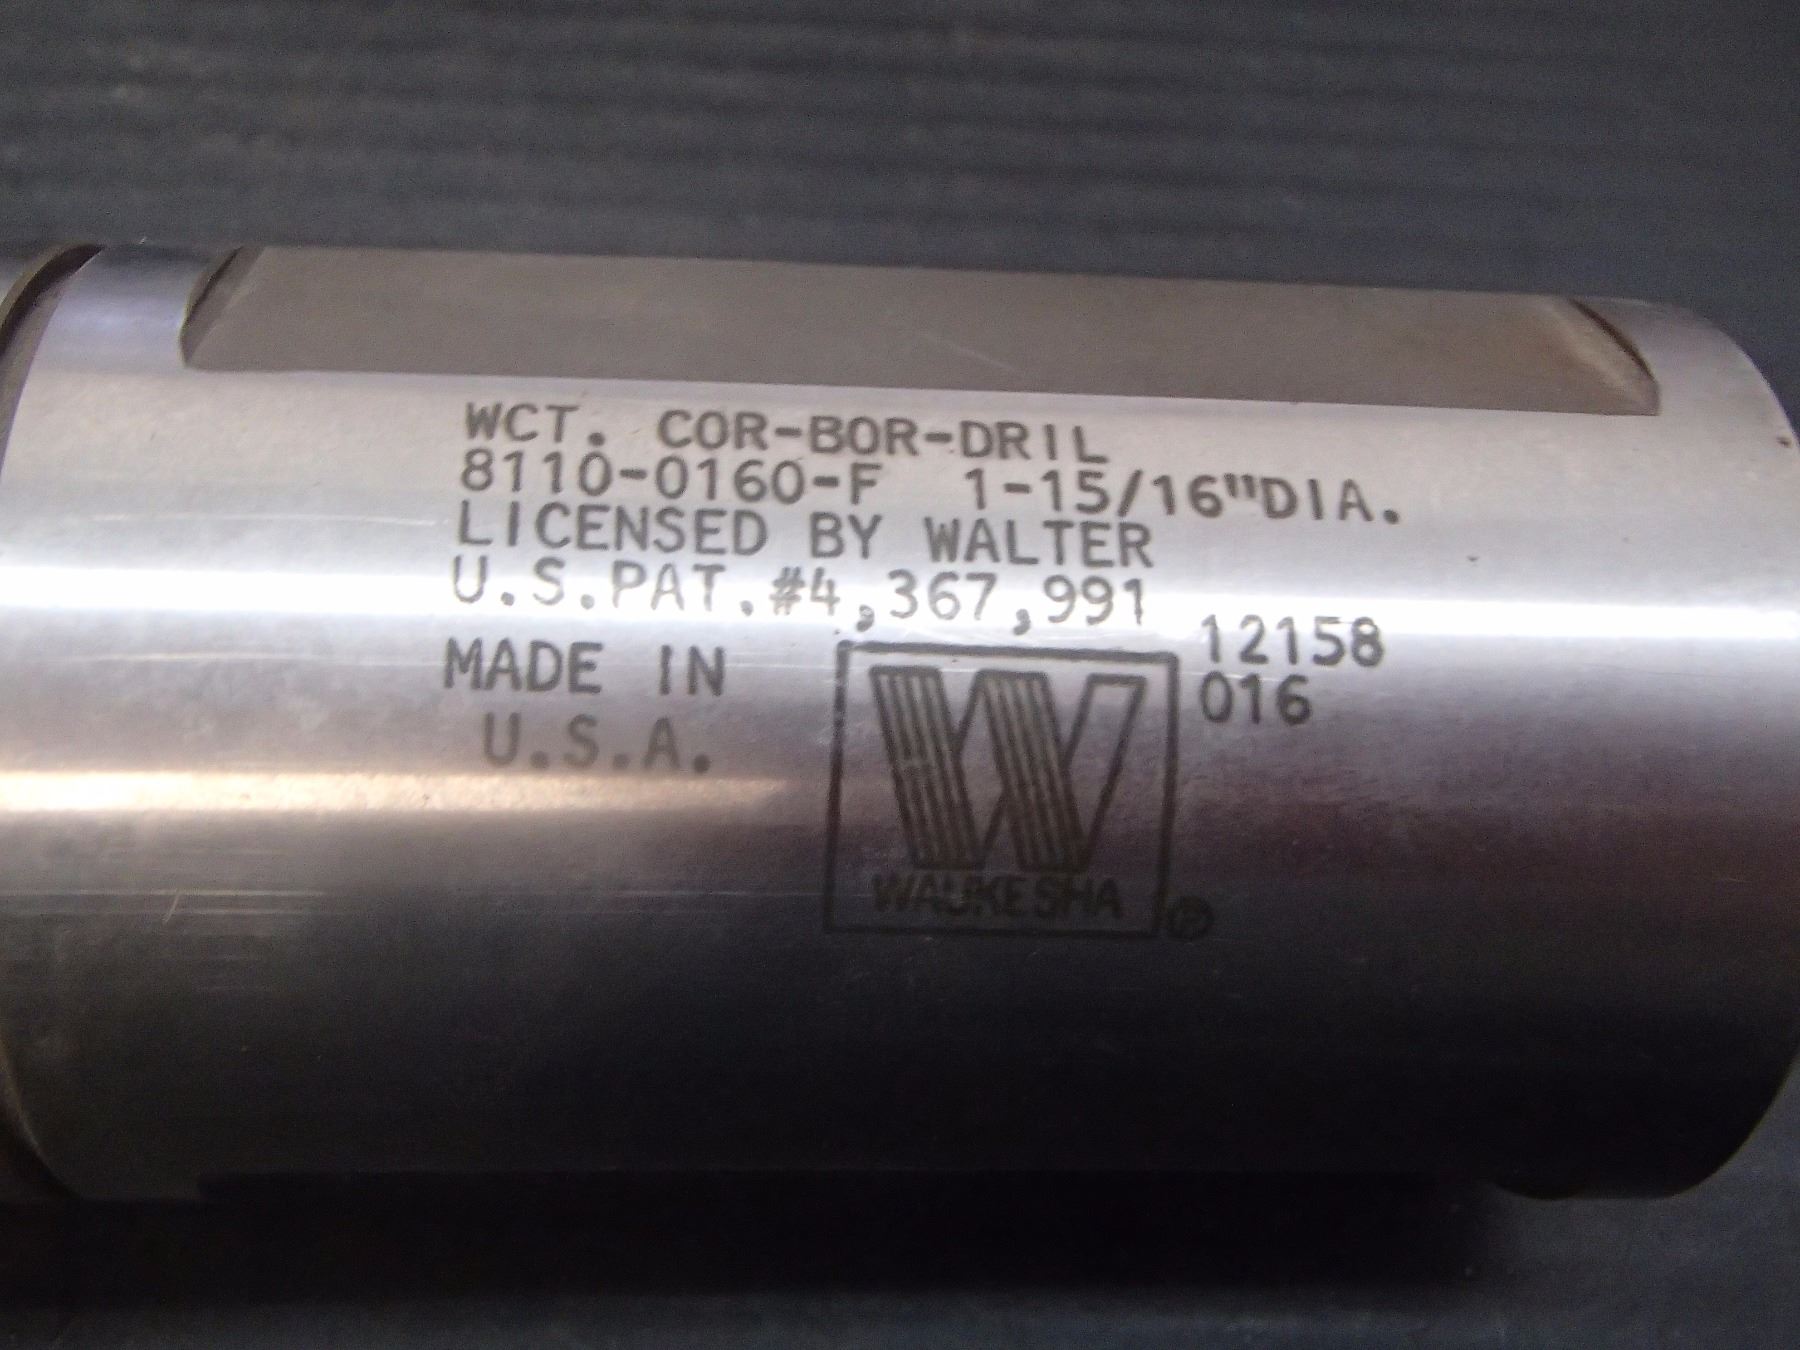 WCT. COR-BOR-DRIL
8110-0160-F 1-15/16"DIA.
LICENSED BY WALTER
U.S.PAT.#4,367,991
12158
016
MADE IN
U.S.A.
W
WAUKESHA ®